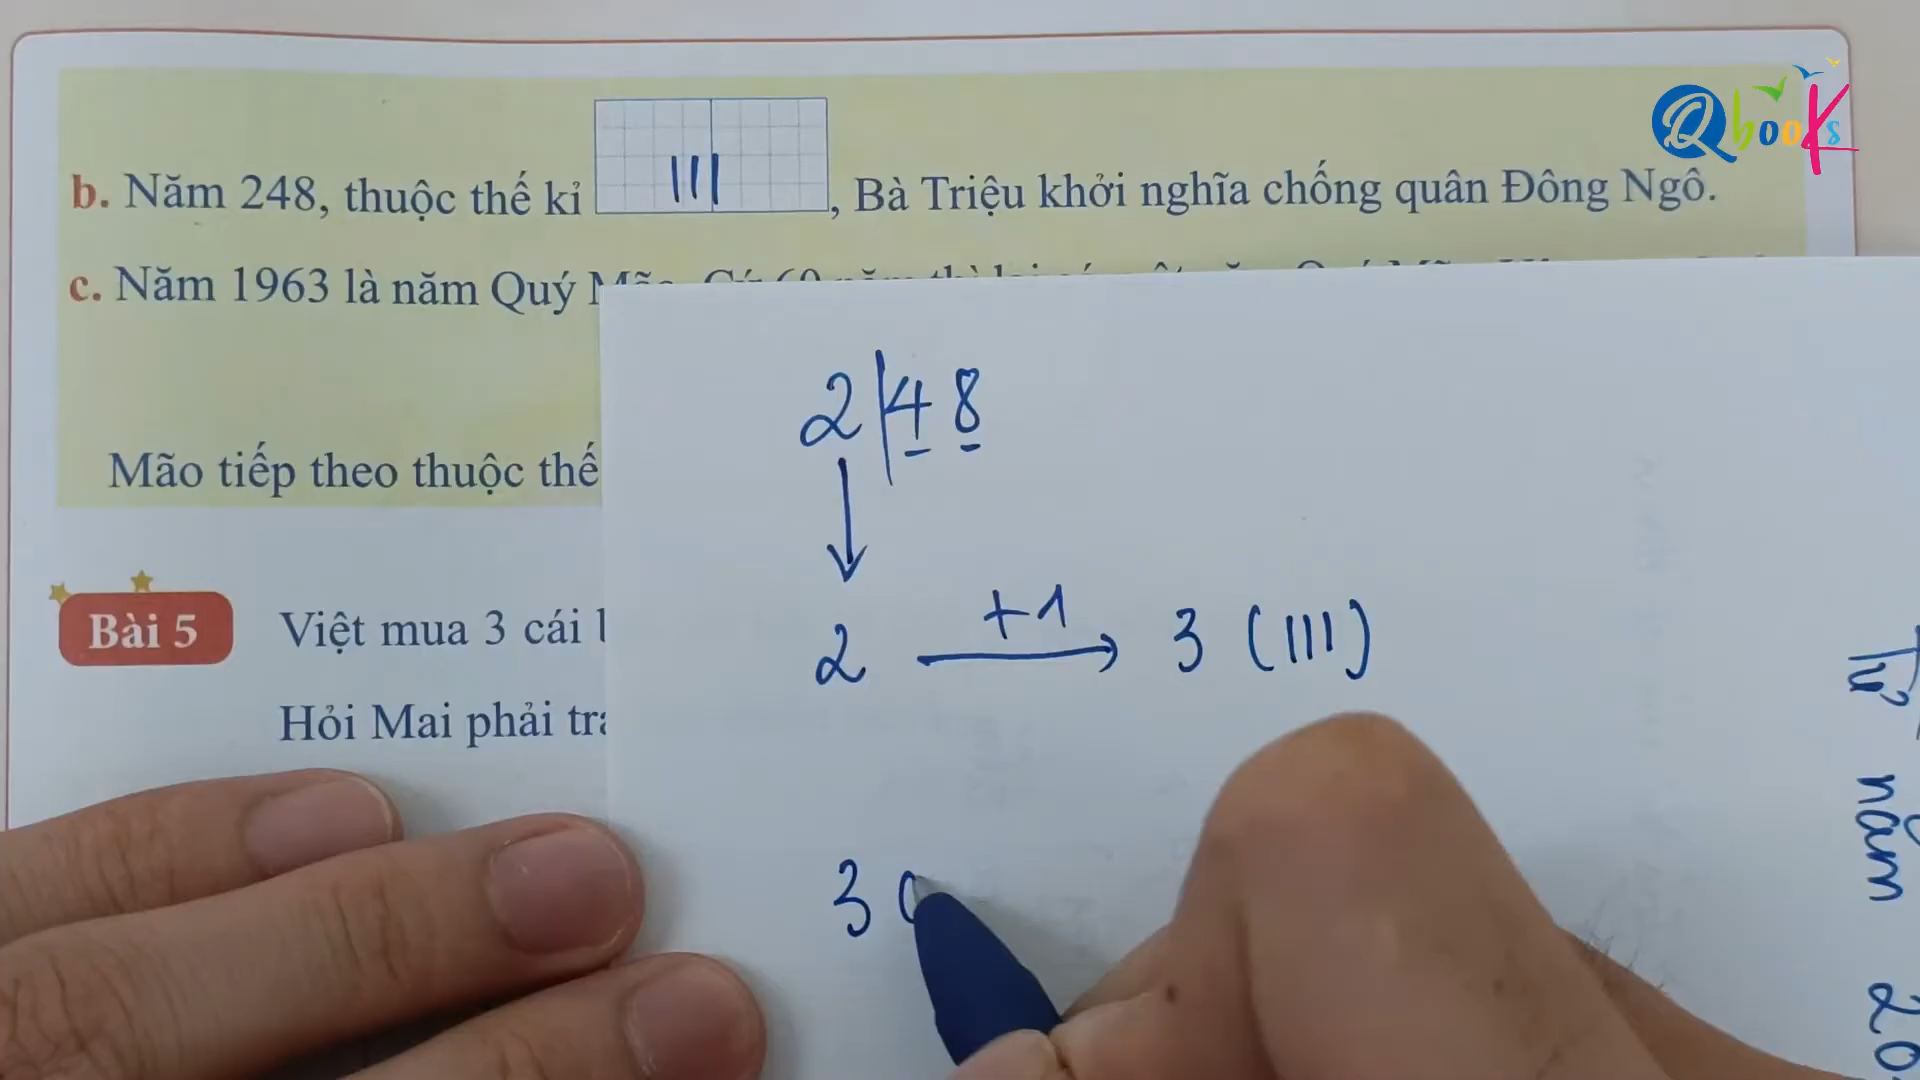 Qbooks
b. Năm 248, thuộc thế kỉ III, Bà Triệu khởi nghĩa chống quân Đông Ngô.
c. Năm 1963 là năm Quý
Mão tiếp theo thuộc thế
Bài 5 Việt mua 3 cái
Hỏi Mai phải
2|48
2 +1 3 (III)
3
Từ
năm